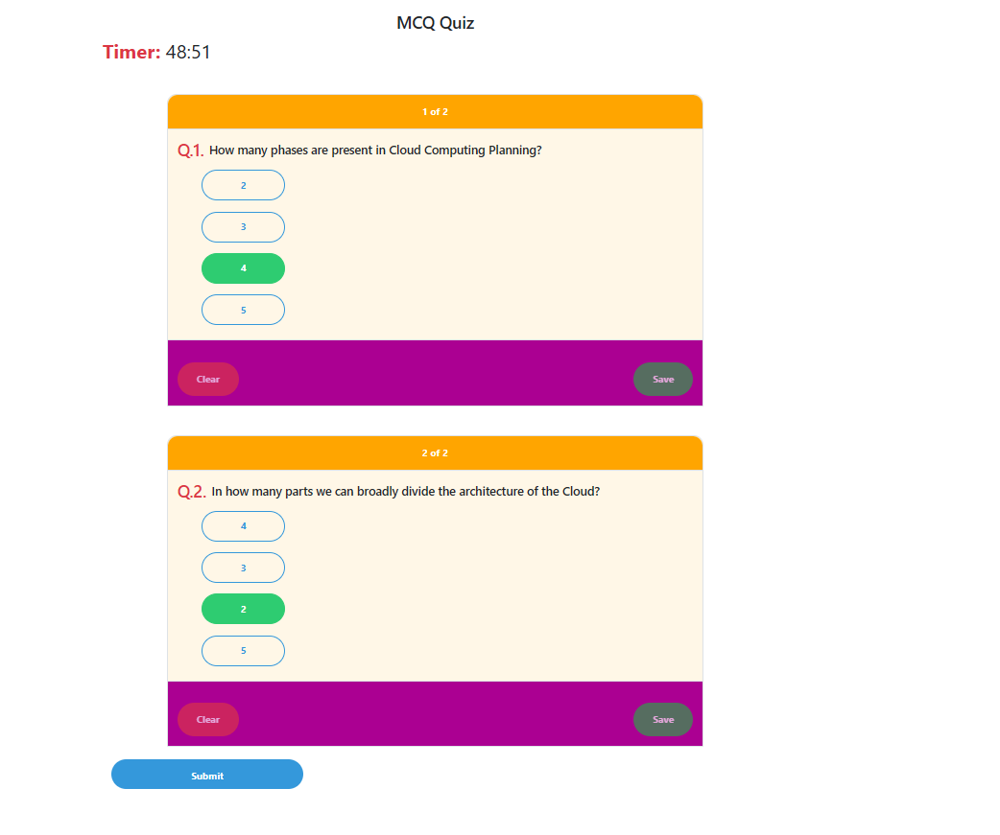 MCQ Quiz
Timer: 48:51
1 of 2
Q.1. How many phases are present in Cloud Computing Planning?
2
3
4
5
Clear Save
2 of 2
Q.2. In how many parts we can broadly divide the architecture of the Cloud?
4
3
2
5
Clear Save
Submit